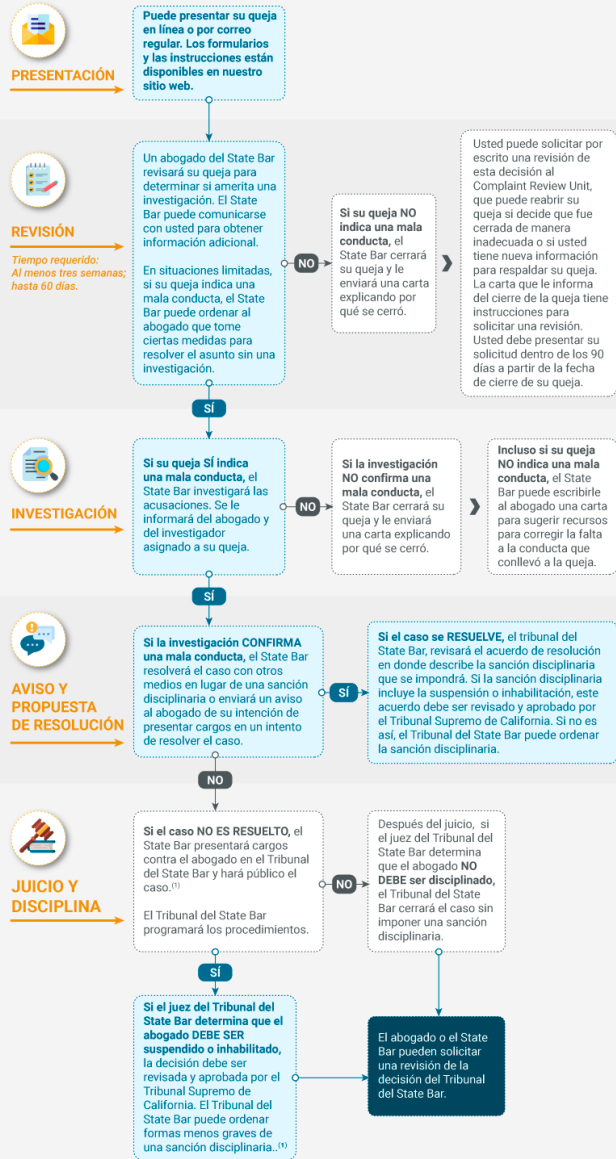 Puede presentar su queja
en línea o por correo
regular. Los formularios
y las instrucciones están
disponibles en nuestro
sitio web.
PRESENTACIÓN
Un abogado del State Bar
revisará su queja para
determinar si amerita una
investigación. El State
Bar puede comunicarse
con usted para obtener
información adicional.
En situaciones limitadas,
si su queja indica una
mala conducta, el State
Bar puede ordenar al
abogado que tome
ciertas medidas para
resolver el asunto sin una
investigación.
REVISIÓN
Tiempo requerido:
Al menos tres semanas;
hasta 60 días.
NO
Si su queja NO
indica una mala
conducta, el
State Bar cerrará
su queja y le
enviará una carta
explicando por
qué se cerró.
Usted puede solicitar por
escrito una revisión de
esta decisión al
Complaint Review Unit,
que puede reabrir su
queja si decide que fue
cerrada de manera
inadecuada o si usted
tiene nueva información
para respaldar su queja.
La carta que le informa
del cierre de la queja tiene
instrucciones para
solicitar una revisión.
Usted debe presentar su
solicitud dentro de los 90
días a partir de la fecha
de cierre de su queja.
SÍ
INVESTIGACIÓN
Si su queja SÍ indica
una mala conducta, el
State Bar investigará las
acusaciones. Se le
informará del abogado y
del investigador
asignado a su queja.
NO
Si la investigación
NO confirma una
mala conducta, el
State Bar cerrará su
queja y le enviará
una carta explicando
por qué se cerró.
Incluso si su queja
NO indica una mala
conducta, el State
Bar puede escribirle
al abogado una carta
para sugerir recursos
para corregir la falta
a la conducta que
conllevó a la queja.
SÍ
AVISO Y
PROPUESTA
DE RESOLUCIÓN
Si la investigación CONFIRMA
una mala conducta, el State Bar
resolverá el caso con otros
medios en lugar de una sanción
disciplinaria o enviará un aviso
al abogado de su intención de
presentar cargos en un intento
de resolver el caso.
SÍ
Si el caso se RESUELVE, el tribunal del
State Bar, revisará el acuerdo de resolución
en donde describe la sanción disciplinaria
que se impondrá. Si la sanción disciplinaria
incluye la suspensión o inhabilitación, este
acuerdo debe ser revisado y aprobado por
el Tribunal Supremo de California. Si no es
así, el Tribunal del State Bar puede ordenar
la sanción disciplinaria.
NO
JUICIO Y
DISCIPLINA
Si el caso NO ES RESUELTO, el
State Bar presentará cargos
contra el abogado en el Tribunal
del State Bar y hará público el
caso.(1)
El Tribunal del State Bar
programará los procedimientos.
NO
Después del juicio, si
el juez del Tribunal del
State Bar determina
que el abogado NO
DEBE ser disciplinado,
el Tribunal del State
Bar cerrará el caso sin
imponer una sanción
disciplinaria.
SÍ
Si el juez del Tribunal del
State Bar determina que el
abogado DEBE SER
suspendido o inhabilitado,
la decisión debe ser
revisada y aprobada por el
Tribunal Supremo de
California. El Tribunal del
State Bar puede ordenar
formas menos graves de
una sanción disciplinaria..(1)
El abogado o el State
Bar pueden solicitar
una revisión de la
decisión del Tribunal
del State Bar.